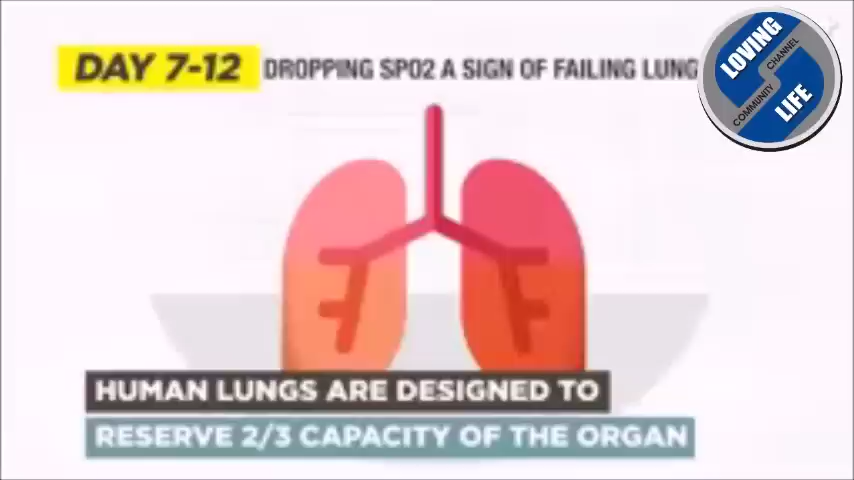 DAY 7-12
DROPPING SPO2 A SIGN OF FAILING LUNG
LOVING
CHANNEL
COMMUNITY
LIFE
HUMAN LUNGS ARE DESIGNED TO
RESERVE 2/3 CAPACITY OF THE ORGAN